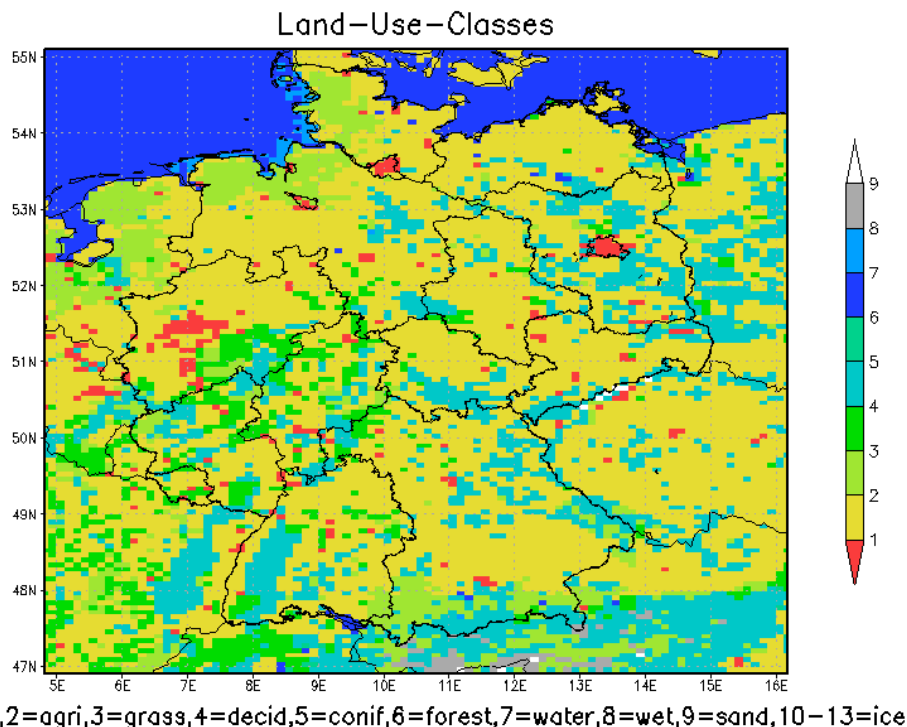 Land-Use-Classes
55N
54N
53N
52N
51N
50N
49N
48N
47N
5E 6E 7E 8E 9E 10E 11E 12E 13E 14E 15E 16E
9
8
7
6
5
4
3
2
1
,2=agri,3=grass,4=decid,5=conif,6=forest,7=water,8=wet,9=sand,10-13=ice